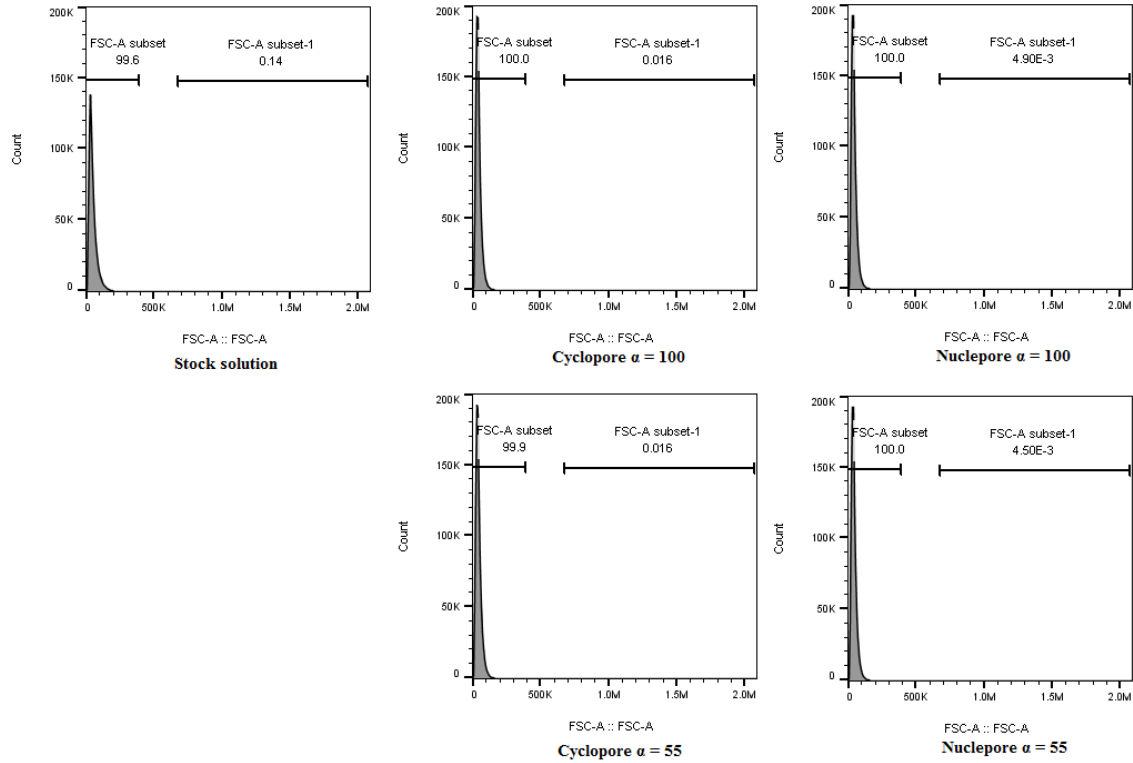 200K
FSC-A subset
99.6
FSC-A subset-1
0.14
150K
100K
50K
0
Count
0
500K
1.0M
1.5M
2.0M
FSC-A :: FSC-A
Stock solution
200K
FSC-A subset
100.0
FSC-A subset-1
0.016
150K
100K
50K
0
Count
0
500K
1.0M
1.5M
2.0M
FSC-A :: FSC-A
Cyclopore α = 100
200K
FSC-A subset
100.0
FSC-A subset-1
4.90E-3
150K
100K
50K
0
Count
0
500K
1.0M
1.5M
2.0M
FSC-A :: FSC-A
Nuclepore α = 100
200K
FSC-A subset
99.9
FSC-A subset-1
0.016
150K
100K
50K
0
Count
0
500K
1.0M
1.5M
2.0M
FSC-A :: FSC-A
Cyclopore α = 55
200K
FSC-A subset
100.0
FSC-A subset-1
4.50E-3
150K
100K
50K
0
Count
0
500K
1.0M
1.5M
2.0M
FSC-A :: FSC-A
Nuclepore α = 55